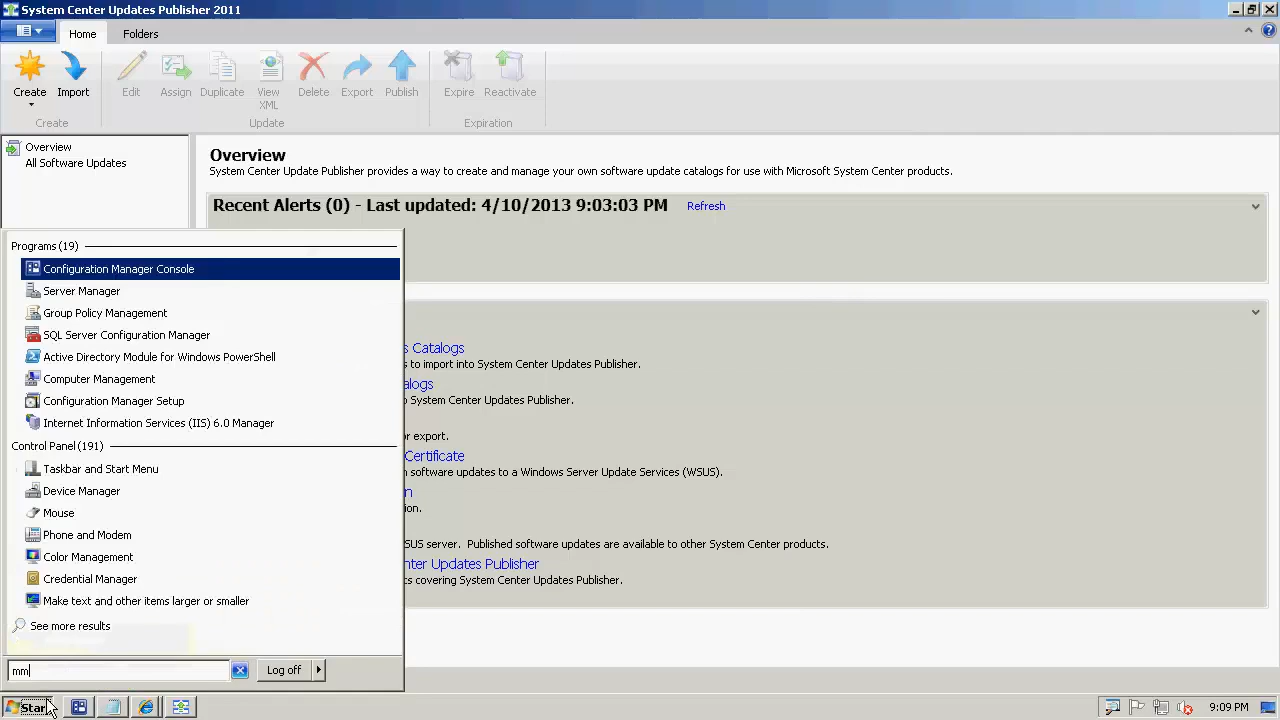 System Center Updates Publisher 2011
Home
Folders
Create
Import
Edit
Assign
Duplicate
View
XML
Delete
Export
Publish
Expire
Reactivate
Create
Update
Expiration
Overview
All Software Updates
Overview
System Center Update Publisher provides a way to create and manage your own software update catalogs for use with Microsoft System Center products.
Recent Alerts (0) - Last updated: 4/10/2013 9:03:03 PM
Refresh
Programs (19)
Configuration Manager Console
Server Manager
Group Policy Management
SQL Server Configuration Manager
Active Directory Module for Windows PowerShell
Computer Management
Configuration Manager Setup
Internet Information Services (IIS) 6.0 Manager
Control Panel (191)
Taskbar and Start Menu
Device Manager
Mouse
Phone and Modem
Color Management
Credential Manager
Make text and other items larger or smaller
See more results
mm
Log off
s Catalogs
s to import into System Center Updates Publisher.
alogs
o System Center Updates Publisher.
or export.
Certificate
n software updates to a Windows Server Update Services (WSUS).
n
ion.
SUS server. Published software updates are available to other System Center products.
nter Updates Publisher
ts covering System Center Updates Publisher.
Star
9:09 PM